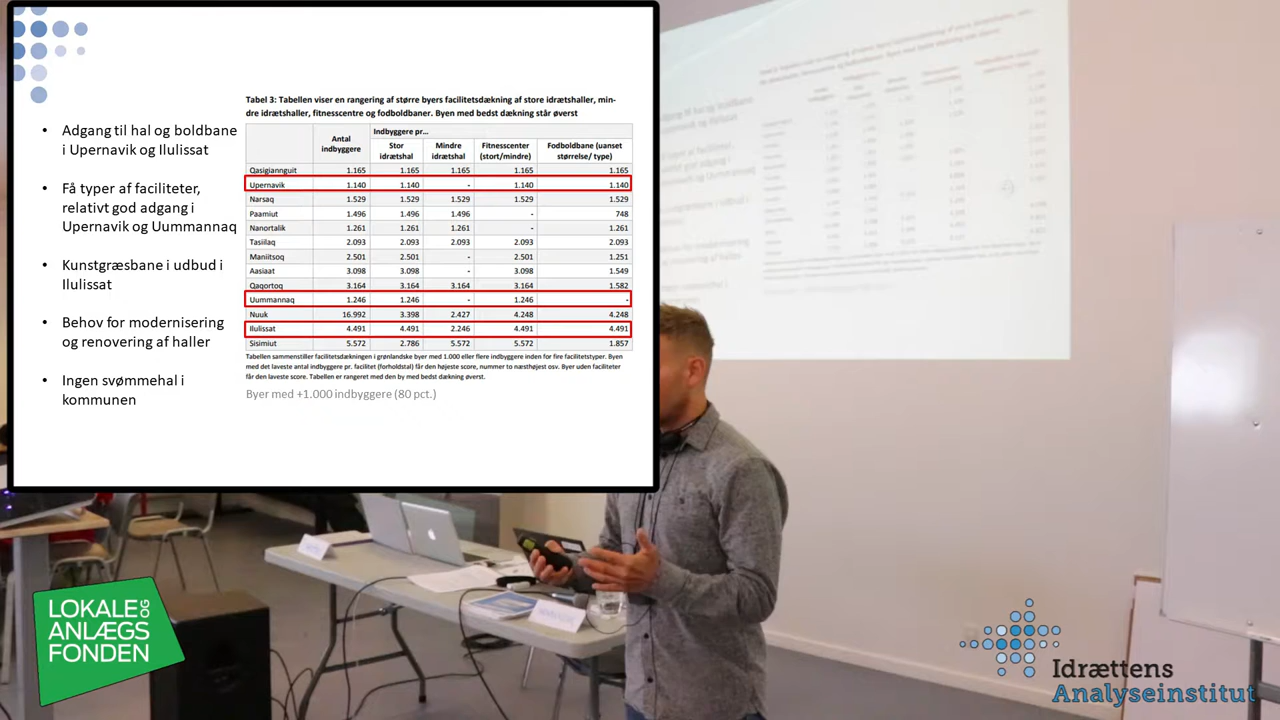 Tabel 3: Tabellen viser en rangering af større byers facilitetsdækning af store idrætshaller, min-
dre idrætshaller, fitnesscentre og fodboldbaner. Byen med bedst dækning står øverst
• Adgang til hal og boldbane
i Upernavik og Ilulissat
• Få typer af faciliteter,
relativt god adgang i
Upernavik og Uummannaq
• Kunstgræsbane i udbud i
Ilulissat
• Behov for modernisering
og renovering af haller
• Ingen svømmehal i
kommunen
Indbyggere pr...
Antal indbyggere Stor idrætshal Mindre idrætshal Fitnesscenter (stort/mindre) Fodboldbane (uanset størrelse/ type)
Qasigiannguit 1.165 1.165 1.165 1.165 1.165
Upernavik 1.140 1.140 - 1.140 1.140
Narsaq 1.529 1.529 1.529 1.529 1.529
Paamiut 1.496 1.496 1.496 - 748
Nanortalik 1.261 1.261 - - 1.261
Tasiilaq 2.093 2.093 2.093 2.093 2.093
Maniitsoq 2.501 2.501 - 2.501 1.251
Aasiaat 3.098 3.098 - 3.098 1.549
Qaqortoq 3.164 3.164 3.164 3.164 1.582
Uummannaq 1.246 1.246 - 1.246 -
Nuuk 16.992 3.398 2.427 4.248 4.248
Ilulissat 4.491 4.491 2.246 4.491 4.491
Sisimiut 5.572 2.786 5.572 5.572 1.857
Tabellen sammenstiller facilitetsdækningen i grønlandske byer med 1.000 eller flere indbyggere inden for fire facilitetstyper. Byen
med det laveste antal indbyggere pr. facilitet (forholdstal) får den højeste score, nummer to næsthøjest osv. Byer uden faciliteter
får den laveste score. Tabellen er rangeret med den by med bedst dækning øverst.
Byer med +1.000 indbyggere (80 pct.)
LOKALE OG
ANLÆGS
FONDEN
Idrættens
Analyseinstitut